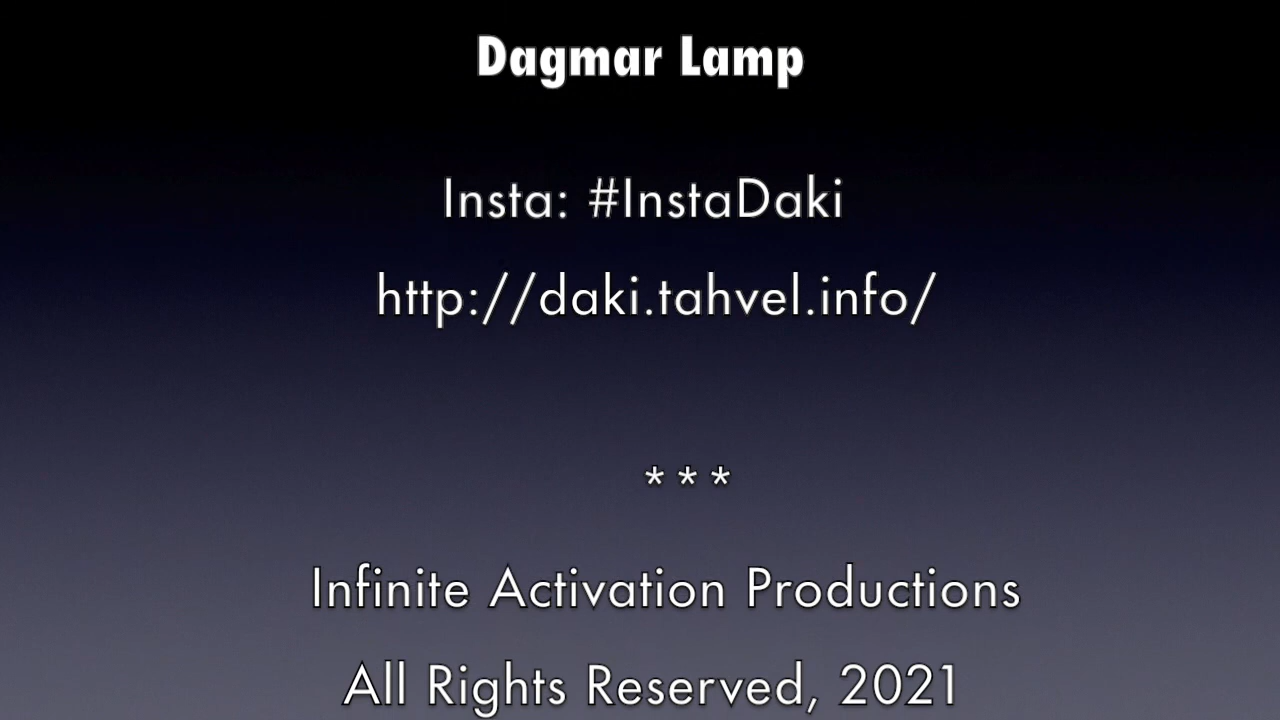 Dagmar Lamp
Insta: #InstaDaki
http://daki.tahvel.info/
* * *
Infinite Activation Productions
All Rights Reserved, 2021